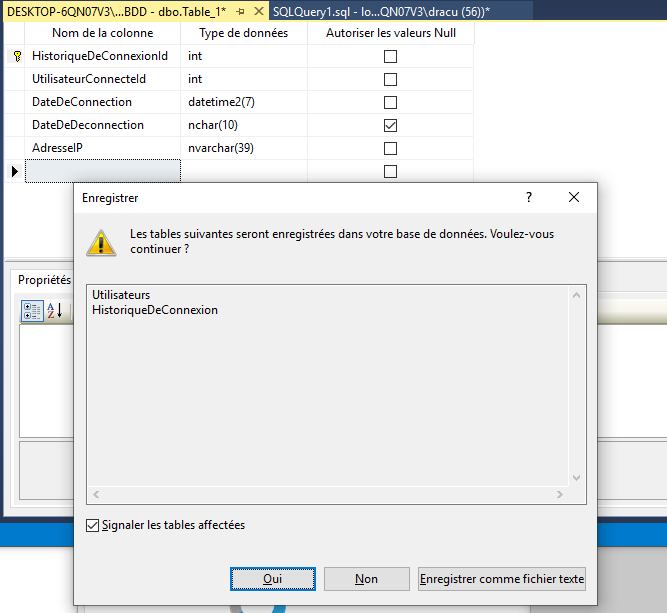 DESKTOP-6QN07V3\...BDD - dbo.Table_1* SQLQuery1.sql - lo...QN07V3\dracu (56))*
Nom de la colonne Type de données Autoriser les valeurs Null
HistoriqueDeConnexionId int
UtilisateurConnecteId int
DateDeConnection datetime2(7)
DateDeDeconnection nchar(10)
AdresseIP nvarchar(39)
Enregistrer ?
Les tables suivantes seront enregistrées dans votre base de données. Voulez-vous
continuer ?
Propriétés
Utilisateurs
HistoriqueDeConnexion
Signaler les tables affectées
Oui Non Enregistrer comme fichier texte